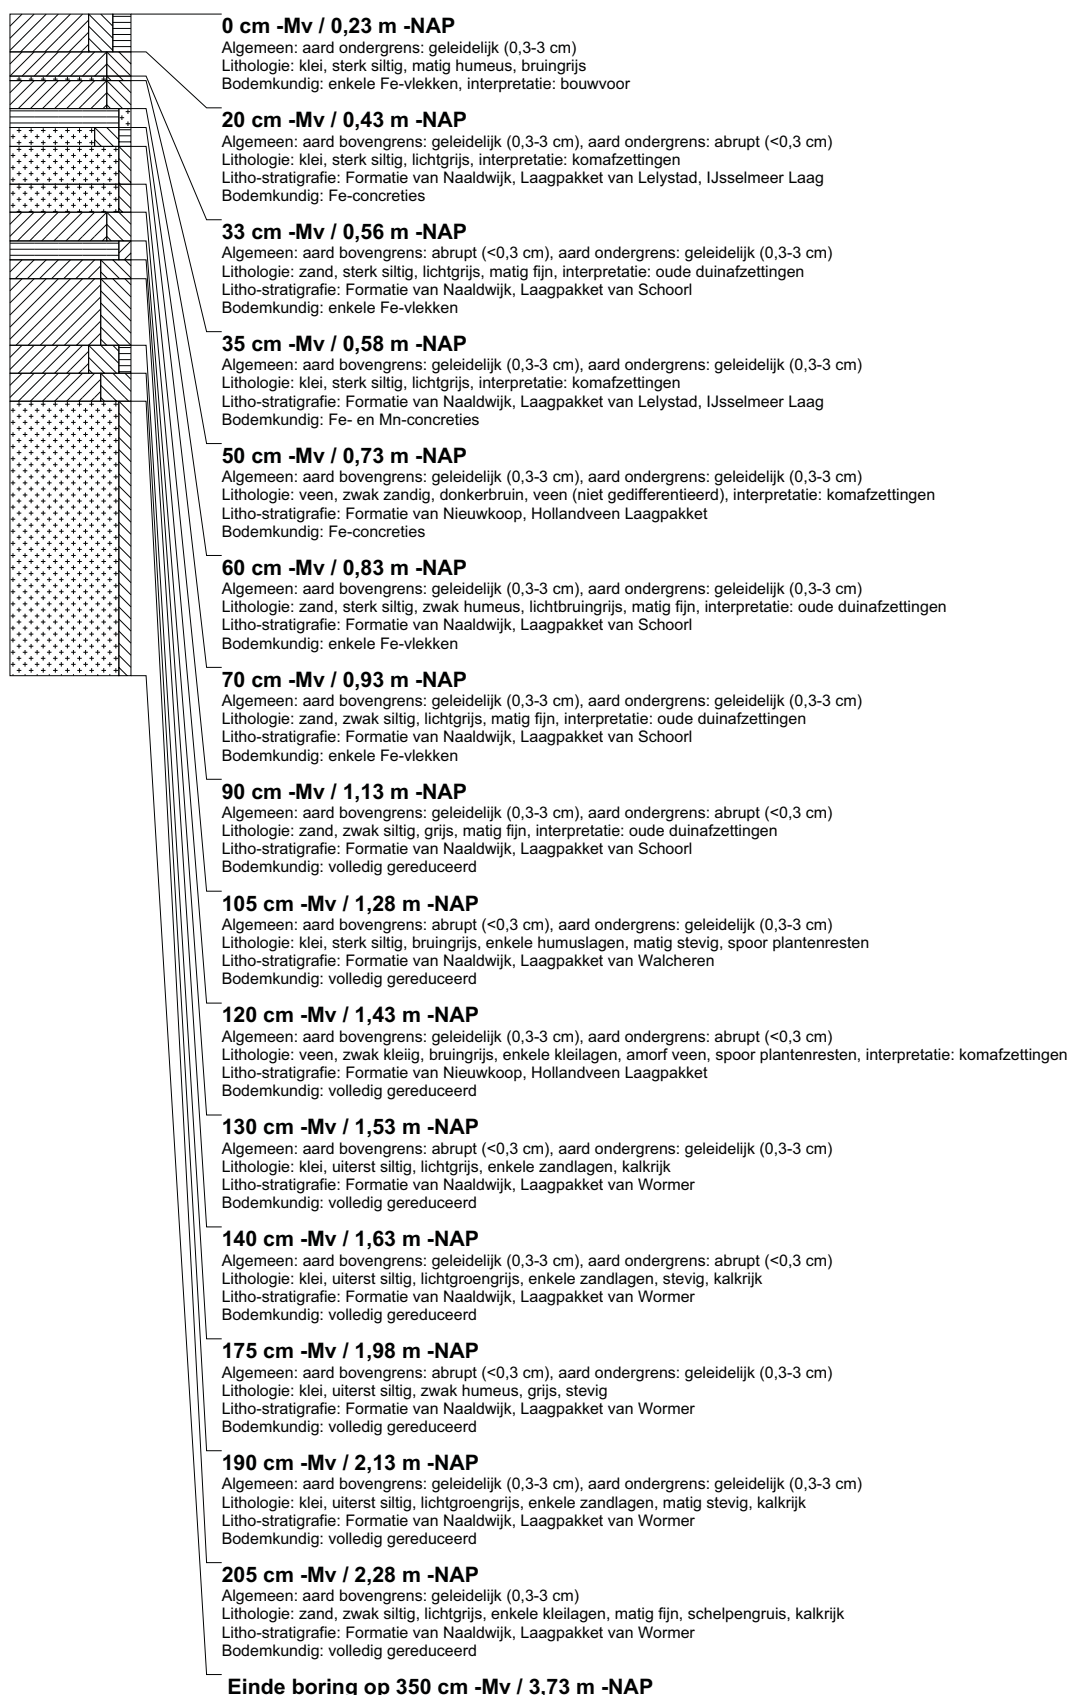 0 cm -Mv / 0,23 m -NAP
Algemeen: aard ondergrens: geleidelijk (0,3-3 cm)
Lithologie: klei, sterk siltig, matig humeus, bruingrijs
Bodemkundig: enkele Fe-vlekken, interpretatie: bouwvoor
20 cm -Mv / 0,43 m -NAP
Algemeen: aard bovengrens: geleidelijk (0,3-3 cm), aard ondergrens: abrupt (<0,3 cm)
Lithologie: klei, sterk siltig, lichtgrijs, interpretatie: komafzettingen
Litho-stratigrafie: Formatie van Naaldwijk, Laagpakket van Lelystad, IJsselmeer Laag
Bodemkundig: Fe-concreties
33 cm -Mv / 0,56 m -NAP
Algemeen: aard bovengrens: abrupt (<0,3 cm), aard ondergrens: geleidelijk (0,3-3 cm)
Lithologie: zand, sterk siltig, lichtgrijs, matig fijn, interpretatie: oude duinafzettingen
Litho-stratigrafie: Formatie van Naaldwijk, Laagpakket van Schoorl
Bodemkundig: enkele Fe-vlekken
35 cm -Mv / 0,58 m -NAP
Algemeen: aard bovengrens: geleidelijk (0,3-3 cm), aard ondergrens: geleidelijk (0,3-3 cm)
Lithologie: klei, sterk siltig, lichtgrijs, interpretatie: komafzettingen
Litho-stratigrafie: Formatie van Naaldwijk, Laagpakket van Lelystad, IJsselmeer Laag
Bodemkundig: Fe- en Mn-concreties
50 cm -Mv / 0,73 m -NAP
Algemeen: aard bovengrens: geleidelijk (0,3-3 cm), aard ondergrens: geleidelijk (0,3-3 cm)
Lithologie: veen, zwak zandig, donkerbruin, veen (niet gedifferentieerd), interpretatie: komafzettingen
Litho-stratigrafie: Formatie van Nieuwkoop, Hollandveen Laagpakket
Bodemkundig: Fe-concreties
60 cm -Mv / 0,83 m -NAP
Algemeen: aard bovengrens: geleidelijk (0,3-3 cm), aard ondergrens: geleidelijk (0,3-3 cm)
Lithologie: zand, sterk siltig, zwak humeus, lichtbruingrijs, matig fijn, interpretatie: oude duinafzettingen
Litho-stratigrafie: Formatie van Naaldwijk, Laagpakket van Schoorl
Bodemkundig: enkele Fe-vlekken
70 cm -Mv / 0,93 m -NAP
Algemeen: aard bovengrens: geleidelijk (0,3-3 cm), aard ondergrens: geleidelijk (0,3-3 cm)
Lithologie: zand, zwak siltig, lichtgrijs, matig fijn, interpretatie: oude duinafzettingen
Litho-stratigrafie: Formatie van Naaldwijk, Laagpakket van Schoorl
Bodemkundig: enkele Fe-vlekken
90 cm -Mv / 1,13 m -NAP
Algemeen: aard bovengrens: geleidelijk (0,3-3 cm), aard ondergrens: abrupt (<0,3 cm)
Lithologie: zand, zwak siltig, grijs, matig fijn, interpretatie: oude duinafzettingen
Litho-stratigrafie: Formatie van Naaldwijk, Laagpakket van Schoorl
Bodemkundig: volledig gereduceerd
105 cm -Mv / 1,28 m -NAP
Algemeen: aard bovengrens: abrupt (<0,3 cm), aard ondergrens: geleidelijk (0,3-3 cm)
Lithologie: klei, sterk siltig, bruingrijs, enkele humuslagen, matig stevig, spoor plantenresten
Litho-stratigrafie: Formatie van Naaldwijk, Laagpakket van Walcheren
Bodemkundig: volledig gereduceerd
120 cm -Mv / 1,43 m -NAP
Algemeen: aard bovengrens: geleidelijk (0,3-3 cm), aard ondergrens: abrupt (<0,3 cm)
Lithologie: veen, zwak kleiig, bruingrijs, enkele kleilagen, amorf veen, spoor plantenresten, interpretatie: komafzettingen
Litho-stratigrafie: Formatie van Nieuwkoop, Hollandveen Laagpakket
Bodemkundig: volledig gereduceerd
130 cm -Mv / 1,53 m -NAP
Algemeen: aard bovengrens: abrupt (<0,3 cm), aard ondergrens: geleidelijk (0,3-3 cm)
Lithologie: klei, uiterst siltig, lichtgrijs, enkele zandlagen, kalkrijk
Litho-stratigrafie: Formatie van Naaldwijk, Laagpakket van Wormer
Bodemkundig: volledig gereduceerd
140 cm -Mv / 1,63 m -NAP
Algemeen: aard bovengrens: geleidelijk (0,3-3 cm), aard ondergrens: abrupt (<0,3 cm)
Lithologie: klei, uiterst siltig, lichtgroengrijs, enkele zandlagen, stevig, kalkrijk
Litho-stratigrafie: Formatie van Naaldwijk, Laagpakket van Wormer
Bodemkundig: volledig gereduceerd
175 cm -Mv / 1,98 m -NAP
Algemeen: aard bovengrens: abrupt (<0,3 cm), aard ondergrens: geleidelijk (0,3-3 cm)
Lithologie: klei, uiterst siltig, zwak humeus, grijs, stevig
Litho-stratigrafie: Formatie van Naaldwijk, Laagpakket van Wormer
Bodemkundig: volledig gereduceerd
190 cm -Mv / 2,13 m -NAP
Algemeen: aard bovengrens: geleidelijk (0,3-3 cm), aard ondergrens: geleidelijk (0,3-3 cm)
Lithologie: klei, uiterst siltig, lichtgroengrijs, enkele zandlagen, matig stevig, kalkrijk
Litho-stratigrafie: Formatie van Naaldwijk, Laagpakket van Wormer
Bodemkundig: volledig gereduceerd
205 cm -Mv / 2,28 m -NAP
Algemeen: aard bovengrens: geleidelijk (0,3-3 cm)
Lithologie: zand, zwak siltig, lichtgrijs, enkele kleilagen, matig fijn, schelpengruis, kalkrijk
Litho-stratigrafie: Formatie van Naaldwijk, Laagpakket van Wormer
Bodemkundig: volledig gereduceerd
Einde boring op 350 cm -Mv / 3,73 m -NAP